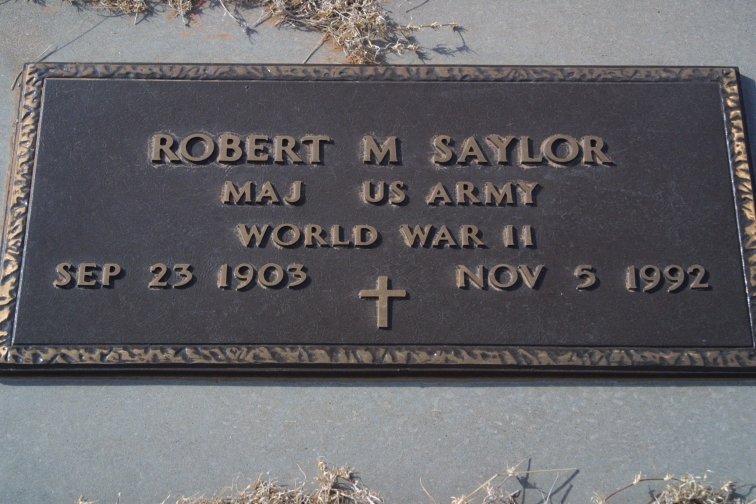 ROBERT M SAYLOR
MAJ US ARMY
WORLD WAR II
SEP 23 1903 NOV 5 1992